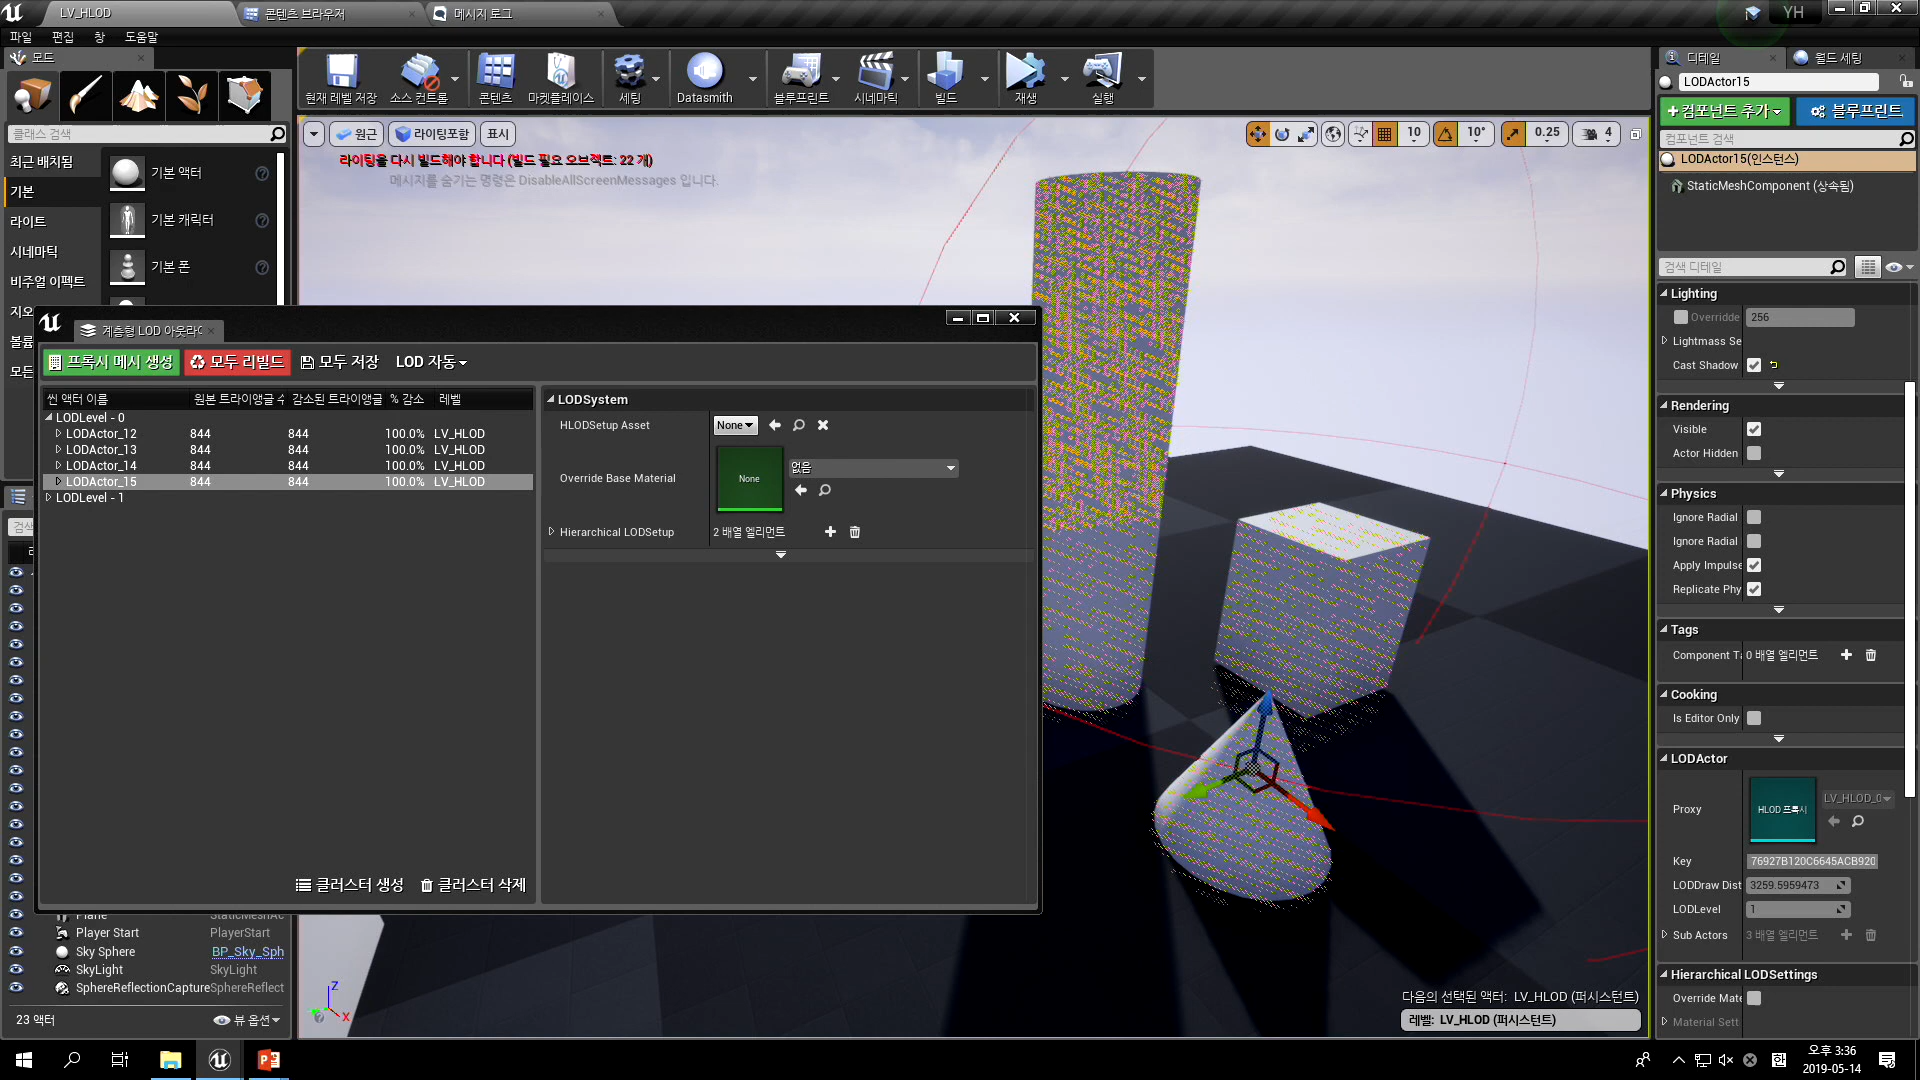 LV_HLOD
콘텐츠 브라우저
메시지 로그
YH
파일
편집
창
도움말
모드
클래스 검색
최근 배치됨
기본
라이트
시네마틱
비주얼 이펙트
기본 액터
기본 캐릭터
기본 폰
현재 레벨 저장
소스 컨트롤
콘텐츠
마켓플레이스
세팅
Datasmith
블루프린트
시네마틱
빌드
재생
실행
원근
라이팅포함
표시
10
10°
0.25
4
라이팅을 다시 빌드해야 합니다 (빌드 필요 오브젝트: 22 개)
메시지를 숨기는 명령은 DisableAllScreenMessages 입니다.
계층형 LOD 아웃라
프록시 메시 생성
모두 리빌드
모두 저장
LOD 자동
씬 액터 이름
원본 트라이앵글 수
감소된 트라이앵글
% 감소
레벨
LODLevel - 0
LODActor_12 844 844 100.0% LV_HLOD
LODActor_13 844 844 100.0% LV_HLOD
LODActor_14 844 844 100.0% LV_HLOD
LODActor_15 844 844 100.0% LV_HLOD
LODLevel - 1
클러스터 생성
클러스터 삭제
LODSystem
HLODSetup Asset
None
Override Base Material
None
없음
Hierarchical LODSetup
2 배열 엘리먼트
Plane StaticMeshAc
Player Start PlayerStart
Sky Sphere BP_Sky_Sph
SkyLight SkyLight
SphereReflectionCapture SphereReflect
23 액터
뷰 옵션
Z
X
다음의 선택된 액터: LV_HLOD (퍼시스턴트)
레벨: LV_HLOD (퍼시스턴트)
디테일
월드 세팅
LODActor15
컴포넌트 추가
블루프린트
컴포넌트 검색
LODActor15(인스턴스)
StaticMeshComponent (상속됨)
검색 디테일
Lighting
Overridde
256
Lightmass Se
Cast Shadow
Rendering
Visible
Actor Hidden
Physics
Ignore Radial
Ignore Radial
Apply Impulse
Replicate Phy
Tags
Component Ta
0 배열 엘리먼트
Cooking
Is Editor Only
LODActor
Proxy
HLOD 프록시
LV_HLOD_0
Key
76927B120C6645ACB920
LODDraw Dist
3259.5959473
LODLevel
1
Sub Actors
3 배열 엘리먼트
Hierarchical LODSettings
Override Mate
Material Sett
오후 3:36
2019-05-14